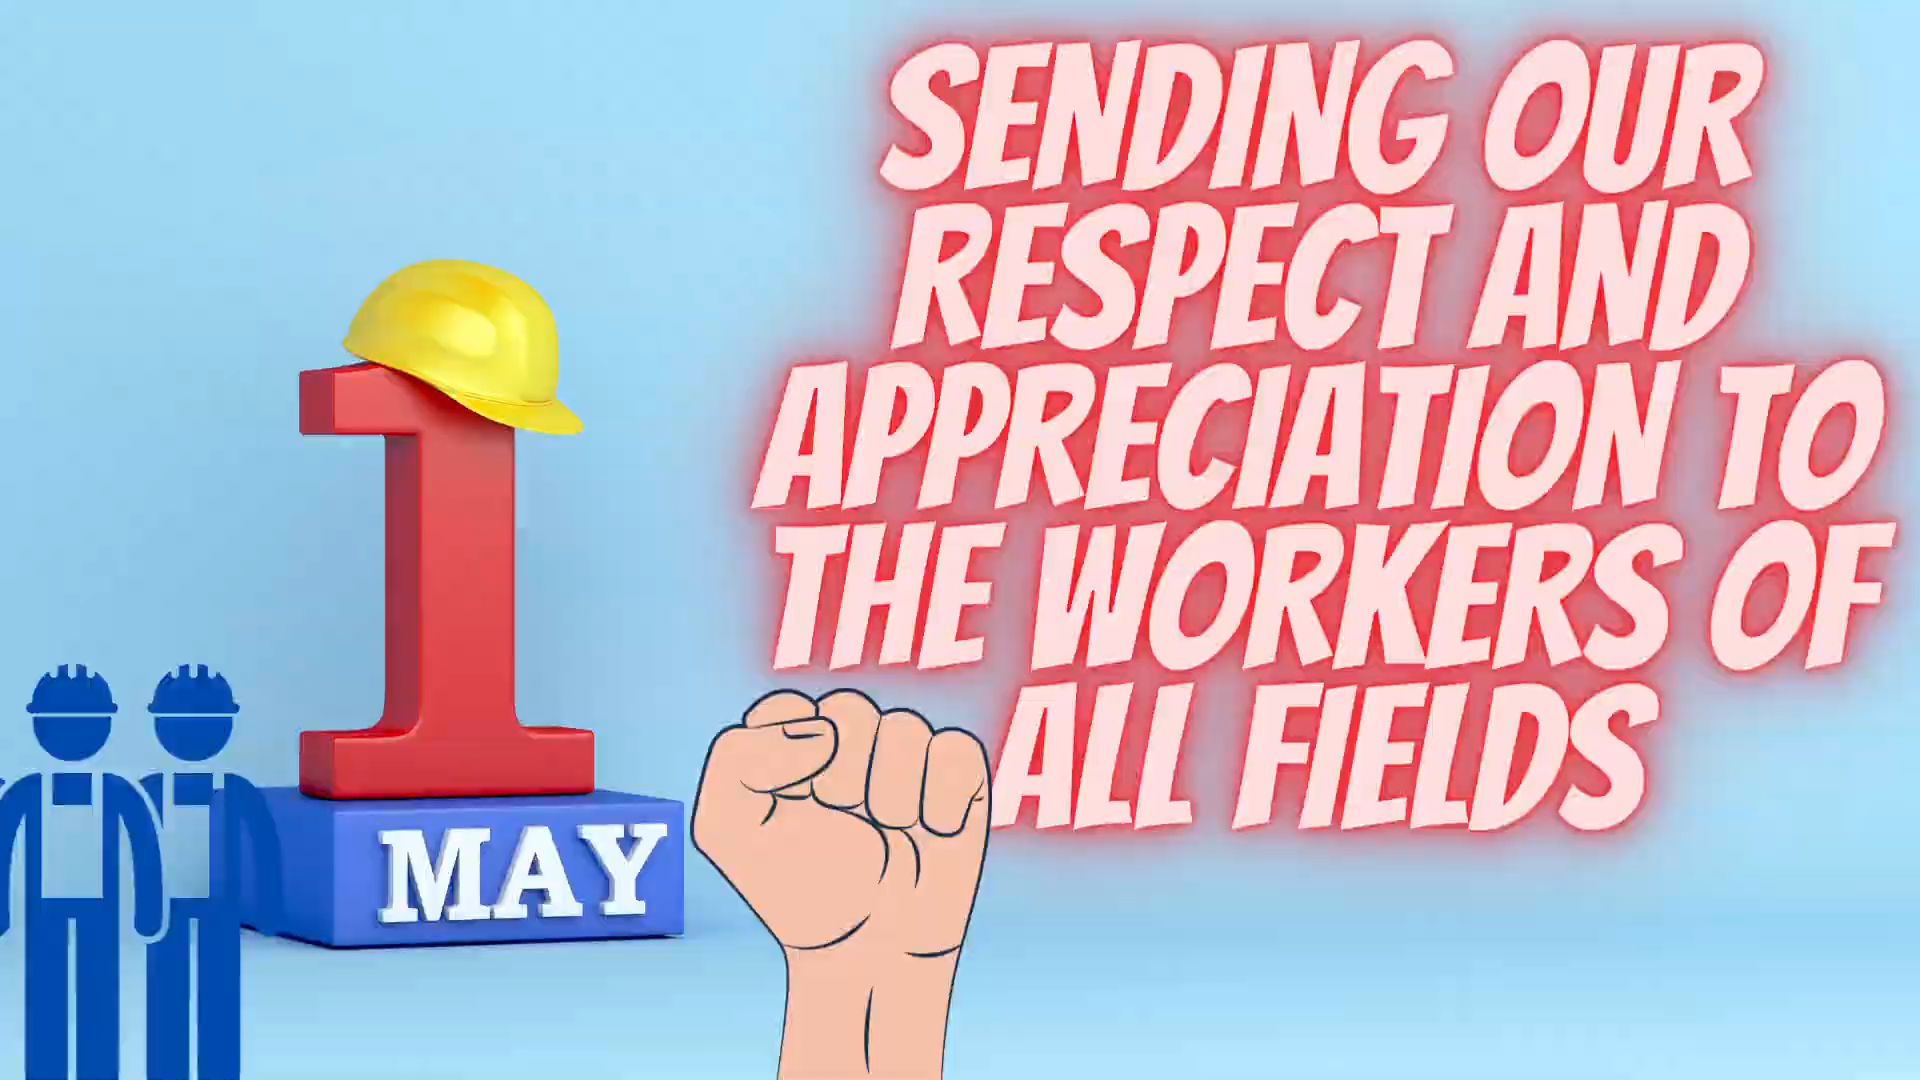 SENDING OUR
RESPECT AND
APPRECIATION TO
THE WORKERS OF
ALL FIELDS
1
MAY